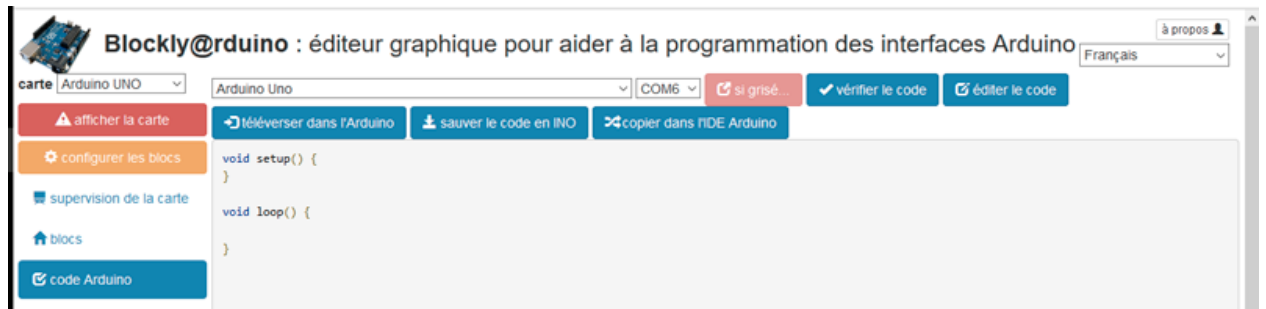 Blockly@rduino : éditeur graphique pour aider à la programmation des interfaces Arduino
à propos
Français
carte Arduino UNO
Arduino Uno COM6 si grisé... vérifier le code éditer le code
afficher la carte
téléverser dans l'Arduino sauver le code en INO copier dans l'IDE Arduino
configurer les blocs
supervision de la carte
blocs
code Arduino
void setup() {
}
void loop() {
}